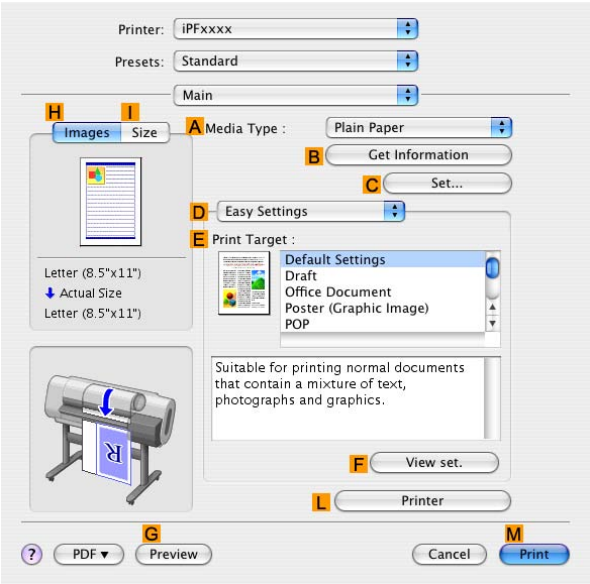 Printer: iPFxxxx
Presets: Standard
Main
H I
Images Size
A Media Type : Plain Paper
B Get Information
C Set...
D Easy Settings
E Print Target :
Default Settings
Draft
Office Document
Poster (Graphic Image)
POP
Letter (8.5"x11")
Actual Size
Letter (8.5"x11")
Suitable for printing normal documents
that contain a mixture of text,
photographs and graphics.
R
F View set.
L Printer
G M
? PDF Preview Cancel Print